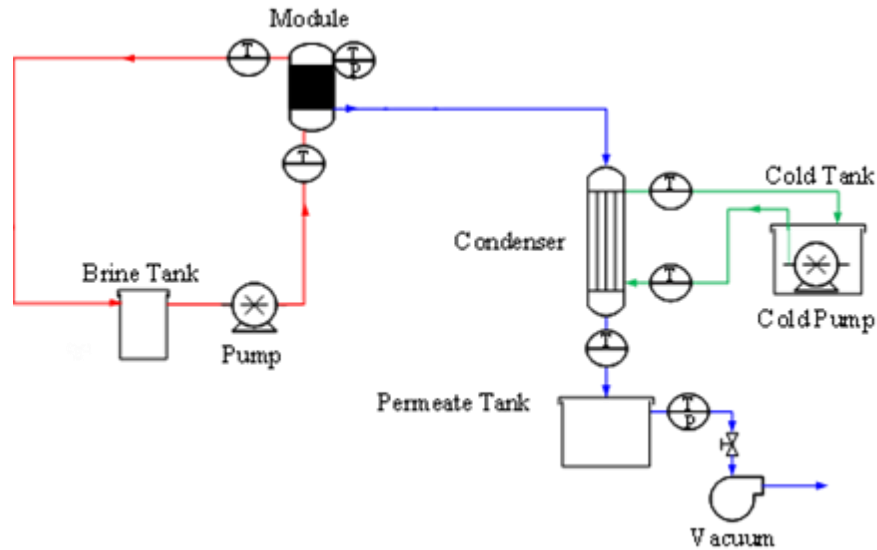 Module
T
T
P
T
T
Cold Tank
Condenser
Brine Tank
T
Cold Pump
Pump
T
Permeate Tank
T
P
Vacuum